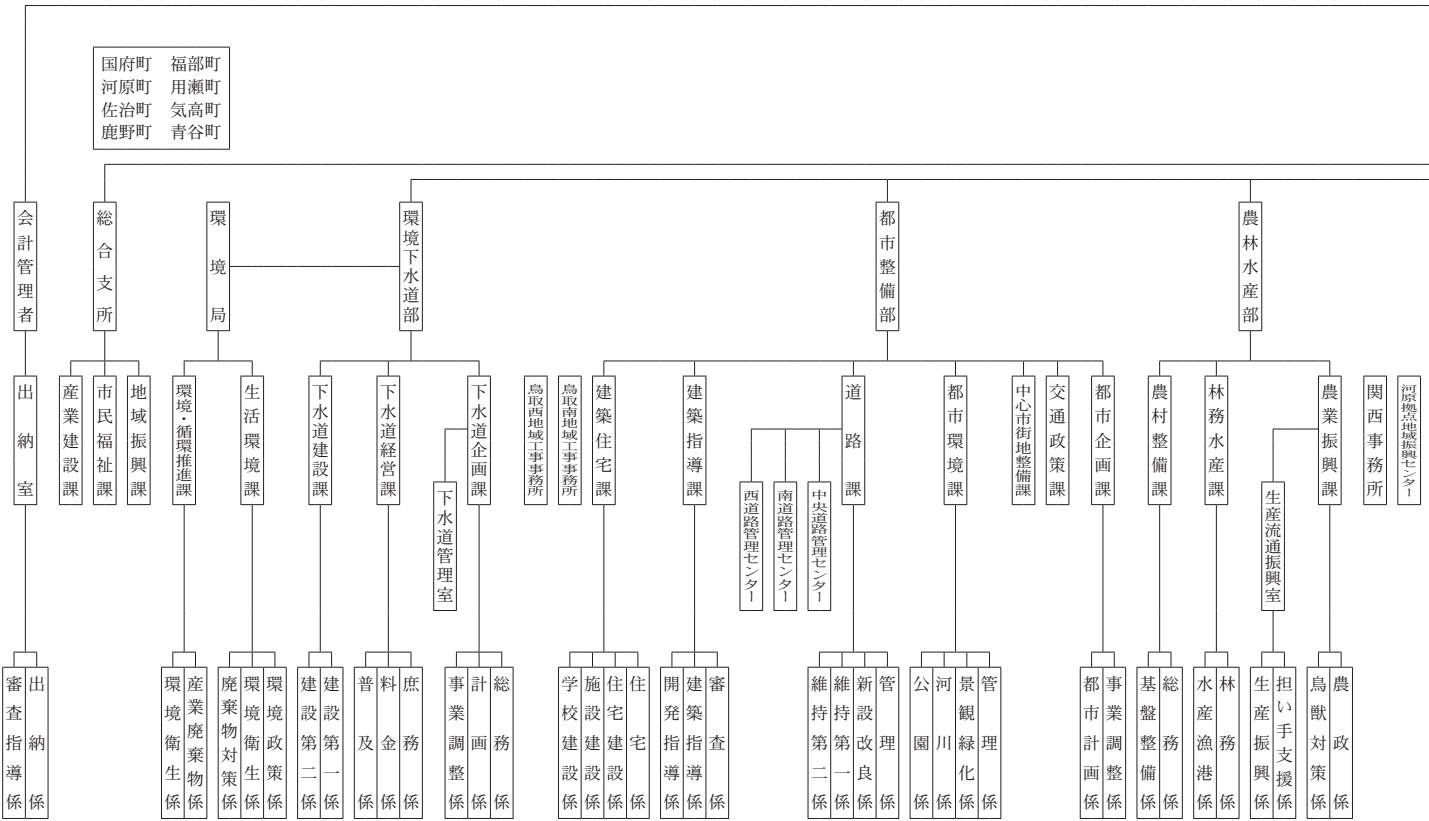 国府町 福部町
河原町 用瀬町
佐治町 気高町
鹿野町 青谷町
会計管理者
総合支所
環境局
環境下水道部
都市整備部
農林水産部
出納室
産業建設課
市民福祉課
地域振興課
環境・循環推進課
生活環境課
下水道建設課
下水道経営課
下水道企画課
鳥取西地域工事事務所
鳥取南地域工事事務所
建築住宅課
建築指導課
道路課
都市環境課
中心市街地整備課
交通政策課
都市企画課
農村整備課
林務水産課
農業振興課
関西事務所
河原拠点地域振興センター
下水道管理室
西道路管理センター
南道路管理センター
中央道路管理センター
生産流通振興室
審査指導係
出納係
環境衛生係
産業廃棄物係
廃棄物対策係
環境衛生係
環境政策係
建設第二係
建設第一係
普及係
料金係
庶務係
事業調整係
計画係
総務係
学校建設係
施設建設係
住宅建設係
住宅係
開発指導係
建築指導係
審査係
維持第二係
維持第一係
新設改良係
管理係
公園係
河川係
景観緑化係
管理係
都市計画係
事業調整係
基盤整備係
総務係
水産漁港係
林務係
生産振興係
担い手支援係
鳥獣対策係
農政係